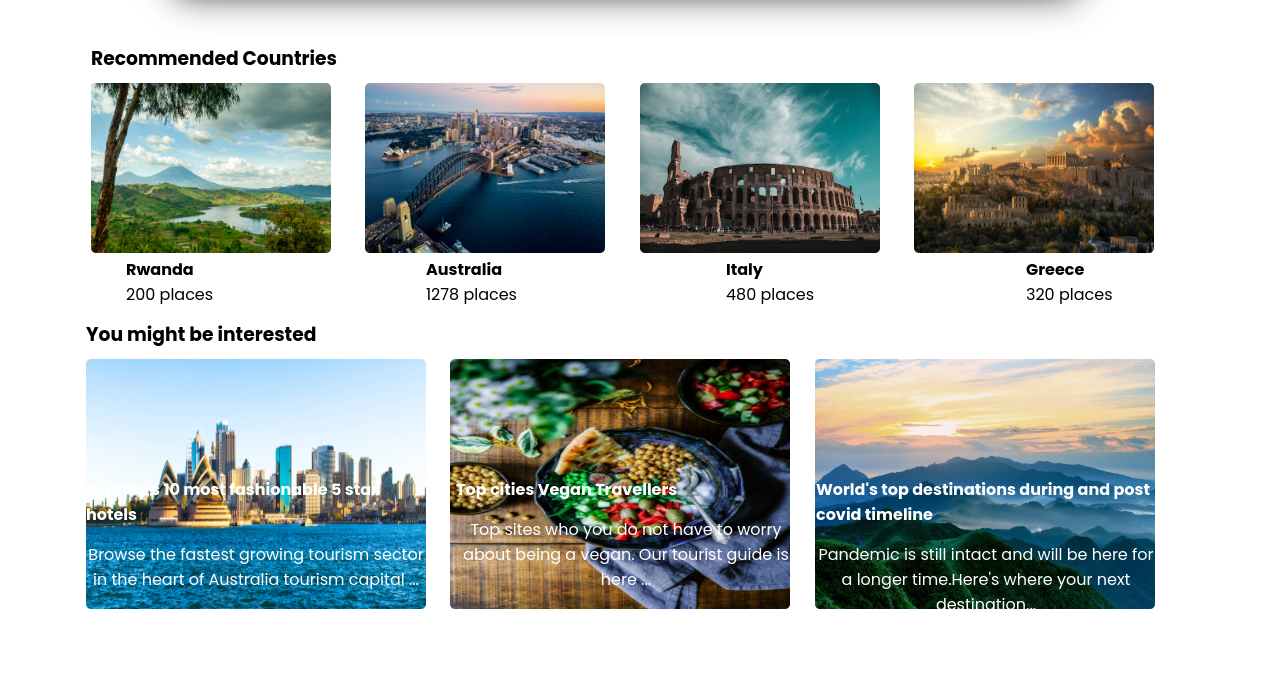 Recommended Countries
Rwanda
200 places
Australia
1278 places
Italy
480 places
Greece
320 places
You might be interested
10 most fashionable 5 star
hotels
Browse the fastest growing tourism sector
in the heart of Australia tourism capital ...
Top cities Vegan Travellers
Top sites who you do not have to worry
about being a vegan. Our tourist guide is
here ...
World's top destinations during and post
covid timeline
Pandemic is still intact and will be here for
a longer time.Here's where your next
destination...